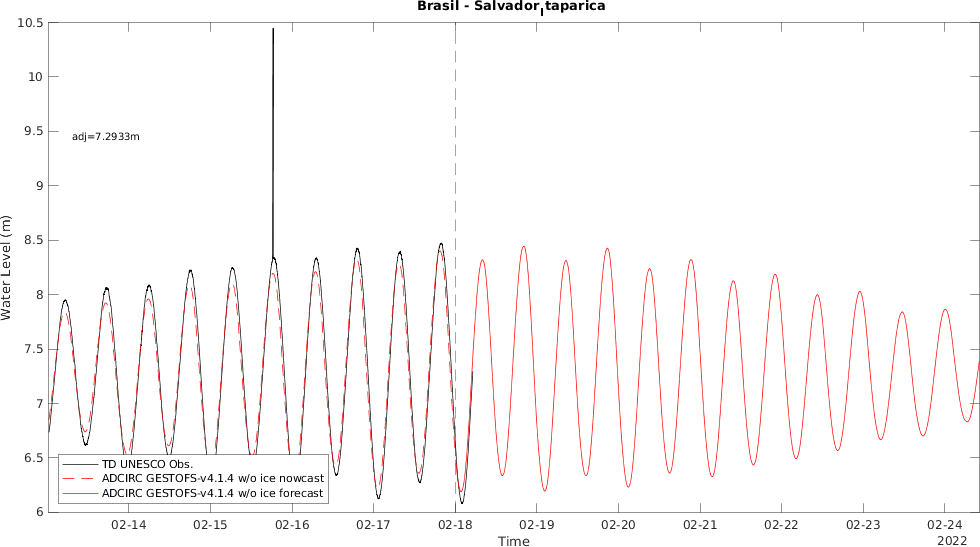 Brasil - Salvador_Itaparica
10.5
10
9.5
9
8.5
8
7.5
7
6.5
6
Water Level (m)
adj=7.2933m
TD UNESCO Obs.
ADCIRC GESTOFS-v4.1.4 w/o ice nowcast
ADCIRC GESTOFS-v4.1.4 w/o ice forecast
02-14 02-15 02-16 02-17 02-18 02-19 02-20 02-21 02-22 02-23 02-24
Time
2022